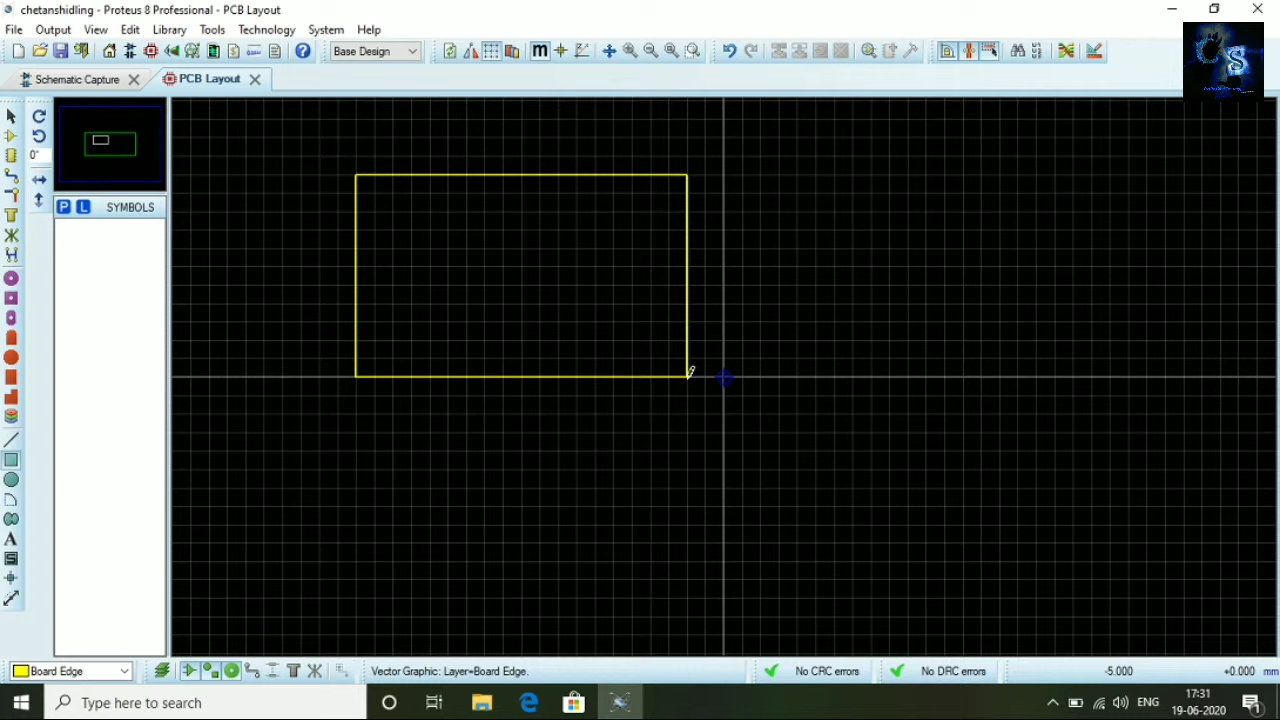 chetanshidling - Proteus 8 Professional - PCB Layout
File Output View Edit Library Tools Technology System Help
Base Design
m
Schematic Capture
PCB Layout
0°
P L SYMBOLS
A
S
Board Edge
Vector Graphic: Layer=Board Edge.
No CRC errors
No DRC errors
-5.000
+0.000
mm
Type here to search
ENG
17:31
19-06-2020